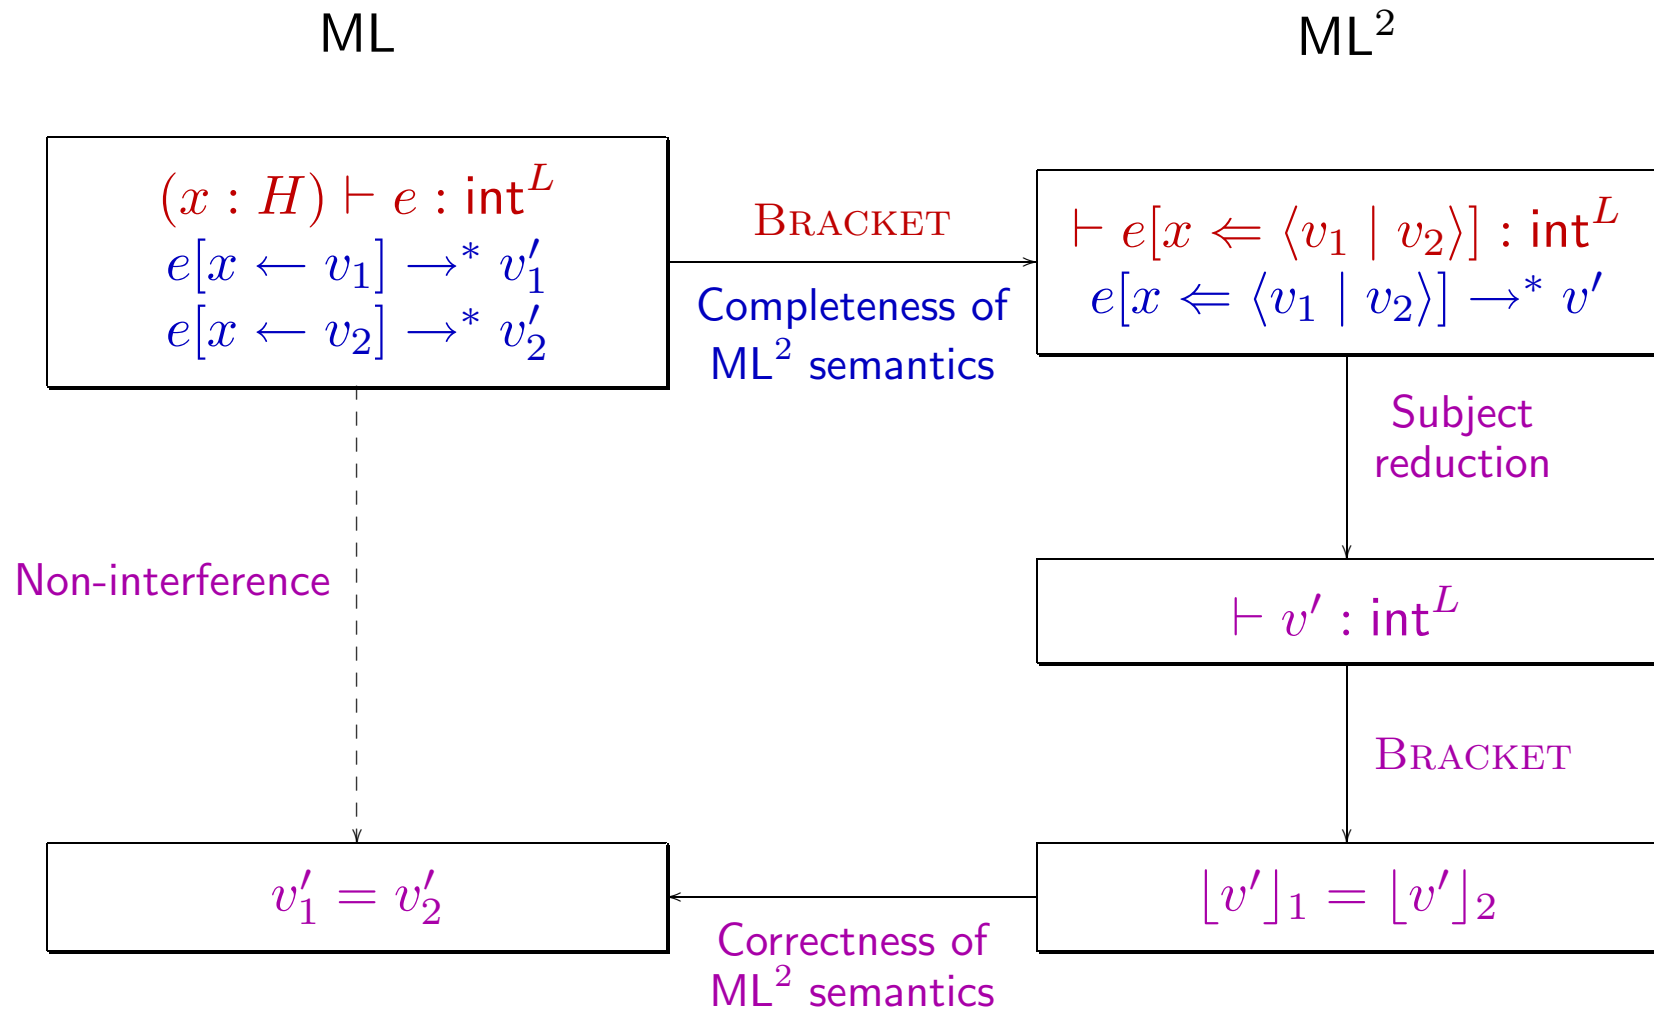 ML
ML²
(x : H) ⊢ e : int^L
e[x ← v₁] →* v′₁
e[x ← v₂] →* v′₂
BRACKET
Completeness of
ML² semantics
⊢ e[x ⇐ ⟨v₁ | v₂⟩] : int^L
e[x ⇐ ⟨v₁ | v₂⟩] →* v′
Subject
reduction
Non-interference
⊢ v′ : int^L
BRACKET
v′₁ = v′₂
⌊v′⌋₁ = ⌊v′⌋₂
Correctness of
ML² semantics